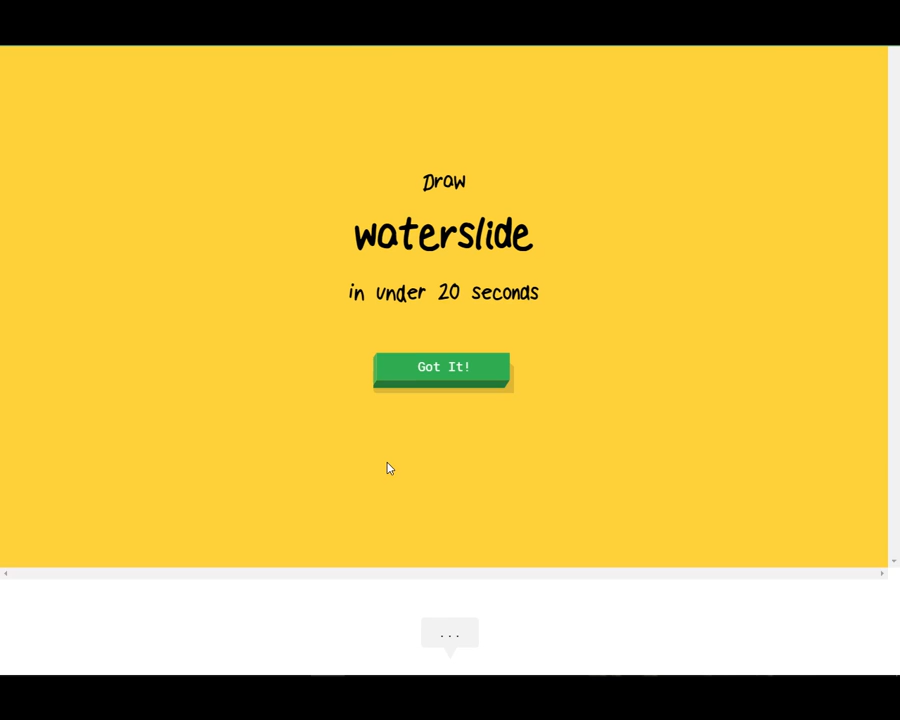 Draw
waterslide
in under 20 seconds
Got It!
...